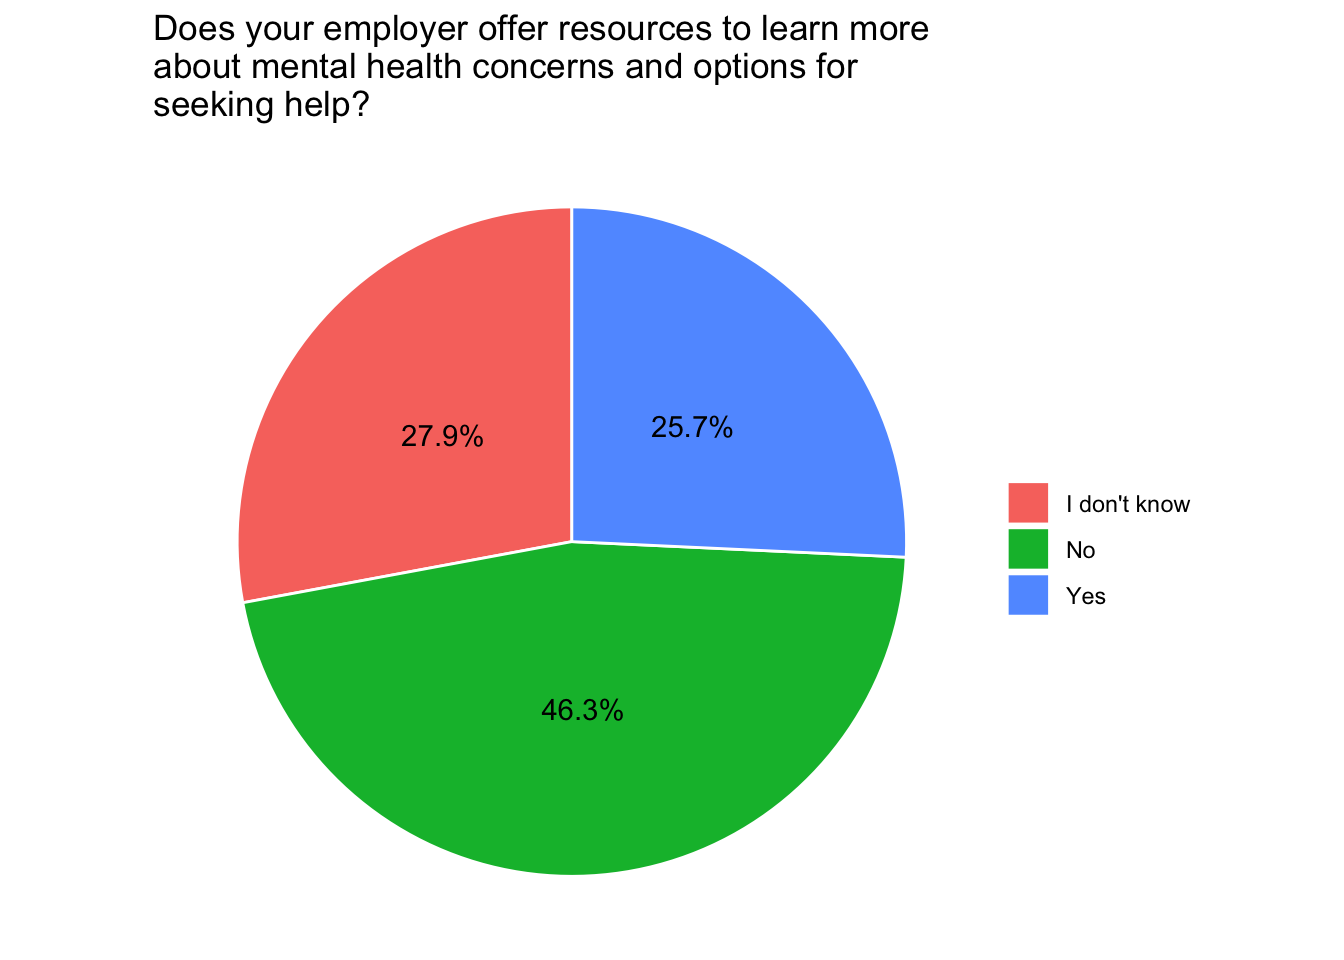 Does your employer offer resources to learn more
about mental health concerns and options for
seeking help?
27.9%
25.7%
46.3%
I don't know
No
Yes